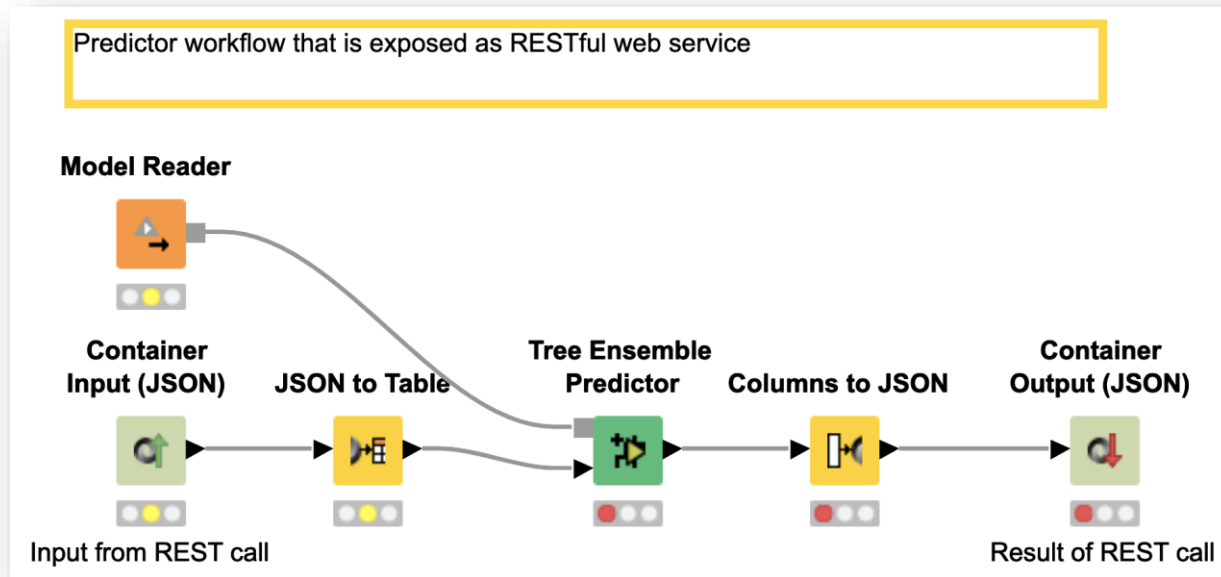 Predictor workflow that is exposed as RESTful web service
Model Reader
Container
Input (JSON)
JSON to Table
Tree Ensemble
Predictor
Columns to JSON
Container
Output (JSON)
Input from REST call
Result of REST call